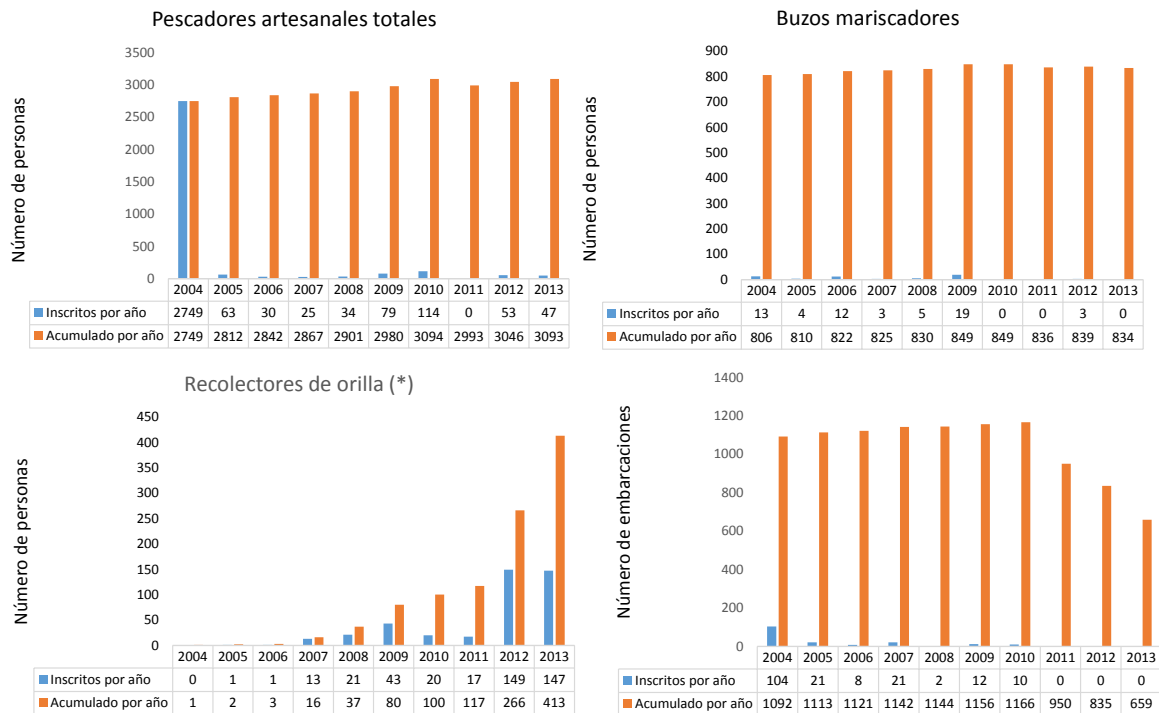 Pescadores artesanales totales
Número de personas
3500
3000
2500
2000
1500
1000
500
0
2004 2005 2006 2007 2008 2009 2010 2011 2012 2013
Inscritos por año 2749 63 30 25 34 79 114 0 53 47
Acumulado por año 2749 2812 2842 2867 2901 2980 3094 2993 3046 3093
Buzos mariscadores
Número de personas
900
800
700
600
500
400
300
200
100
0
2004 2005 2006 2007 2008 2009 2010 2011 2012 2013
Inscritos por año 13 4 12 3 5 19 0 0 3 0
Acumulado por año 806 810 822 825 830 849 849 836 839 834
Recolectores de orilla (*)
Número de personas
450
400
350
300
250
200
150
100
50
0
2004 2005 2006 2007 2008 2009 2010 2011 2012 2013
Inscritos por año 0 1 1 13 21 43 20 17 149 147
Acumulado por año 1 2 3 16 37 80 100 117 266 413
Número de embarcaciones
1400
1200
1000
800
600
400
200
0
2004 2005 2006 2007 2008 2009 2010 2011 2012 2013
Inscritos por año 104 21 8 21 2 12 10 0 0 0
Acumulado por año 1092 1113 1121 1142 1144 1156 1166 950 835 659